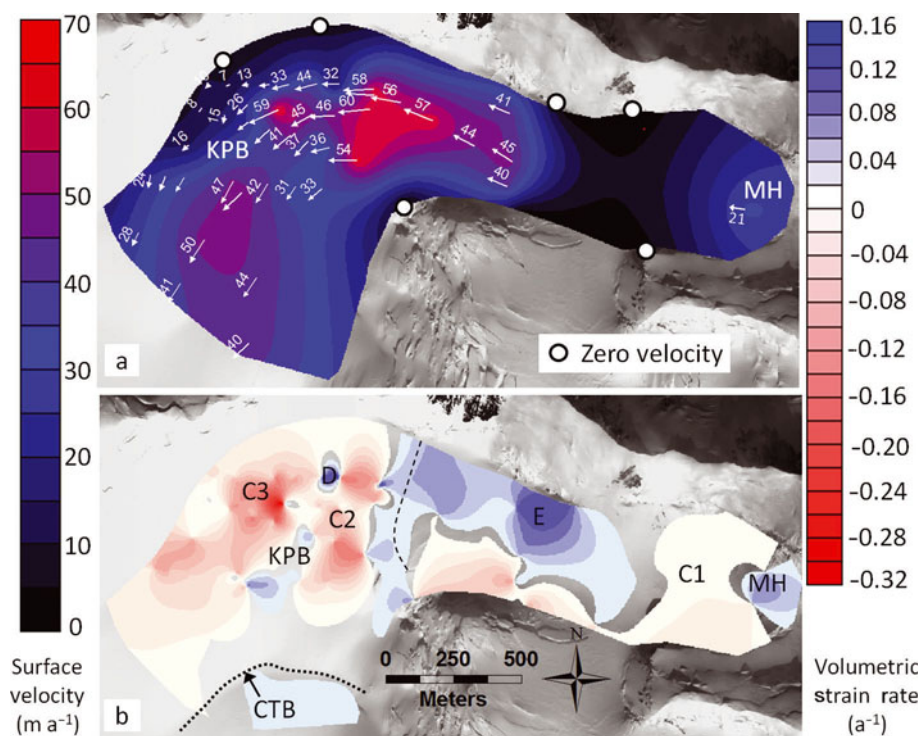 70
60
50
40
30
20
10
0
Surface
velocity
(m a⁻¹)
7
13
33
44
32
58
56
57
41
8
15
26
59
45
46
60
44
45
16
41
37
36
54
40
KPB
24
47
42
31
33
28
50
41
44
40
MH
21
a
Zero velocity
0.16
0.12
0.08
0.04
0
-0.04
-0.08
-0.12
-0.16
-0.20
-0.24
-0.28
-0.32
Volumetric
strain rate
(a⁻¹)
D
C3
E
C2
KPB
C1
MH
N
0 250 500
Meters
CTB
b